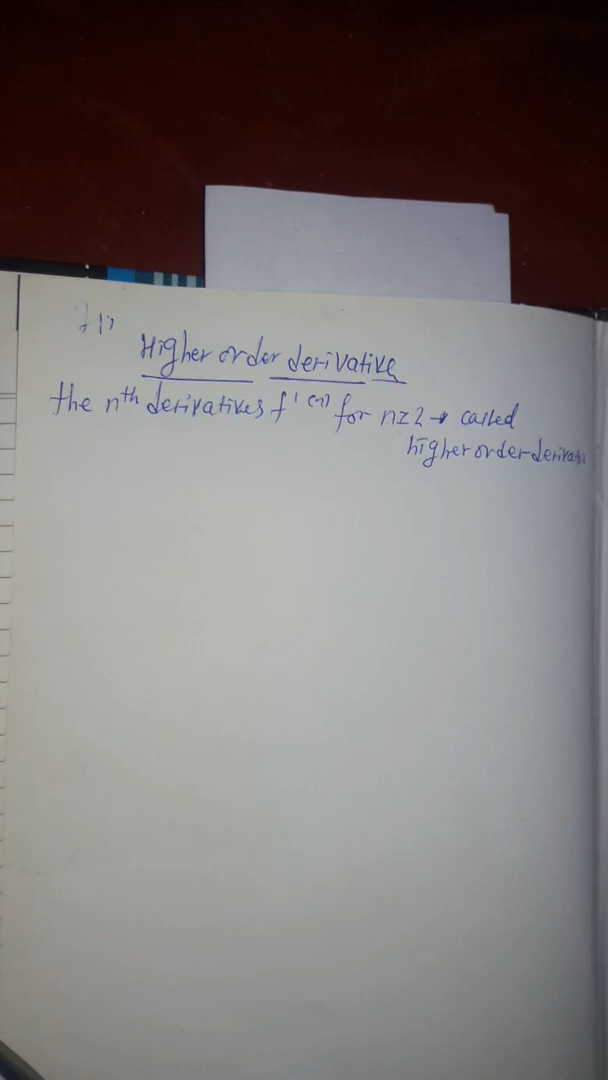 Higher order derivative
the nth derivatives f' (n) for n≥2 → called
higher order derivati